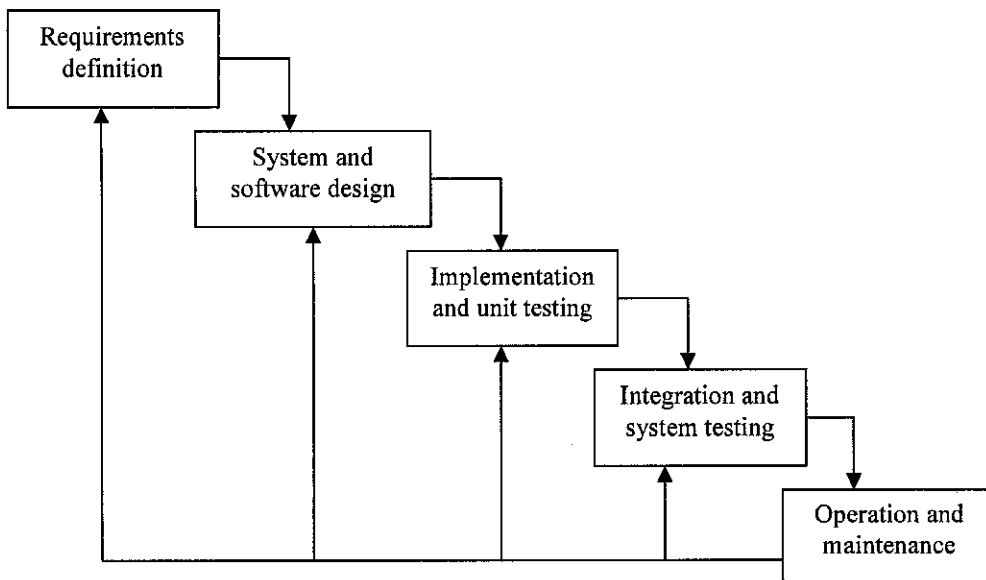 Requirements
definition
System and
software design
Implementation
and unit testing
Integration and
system testing
Operation and
maintenance